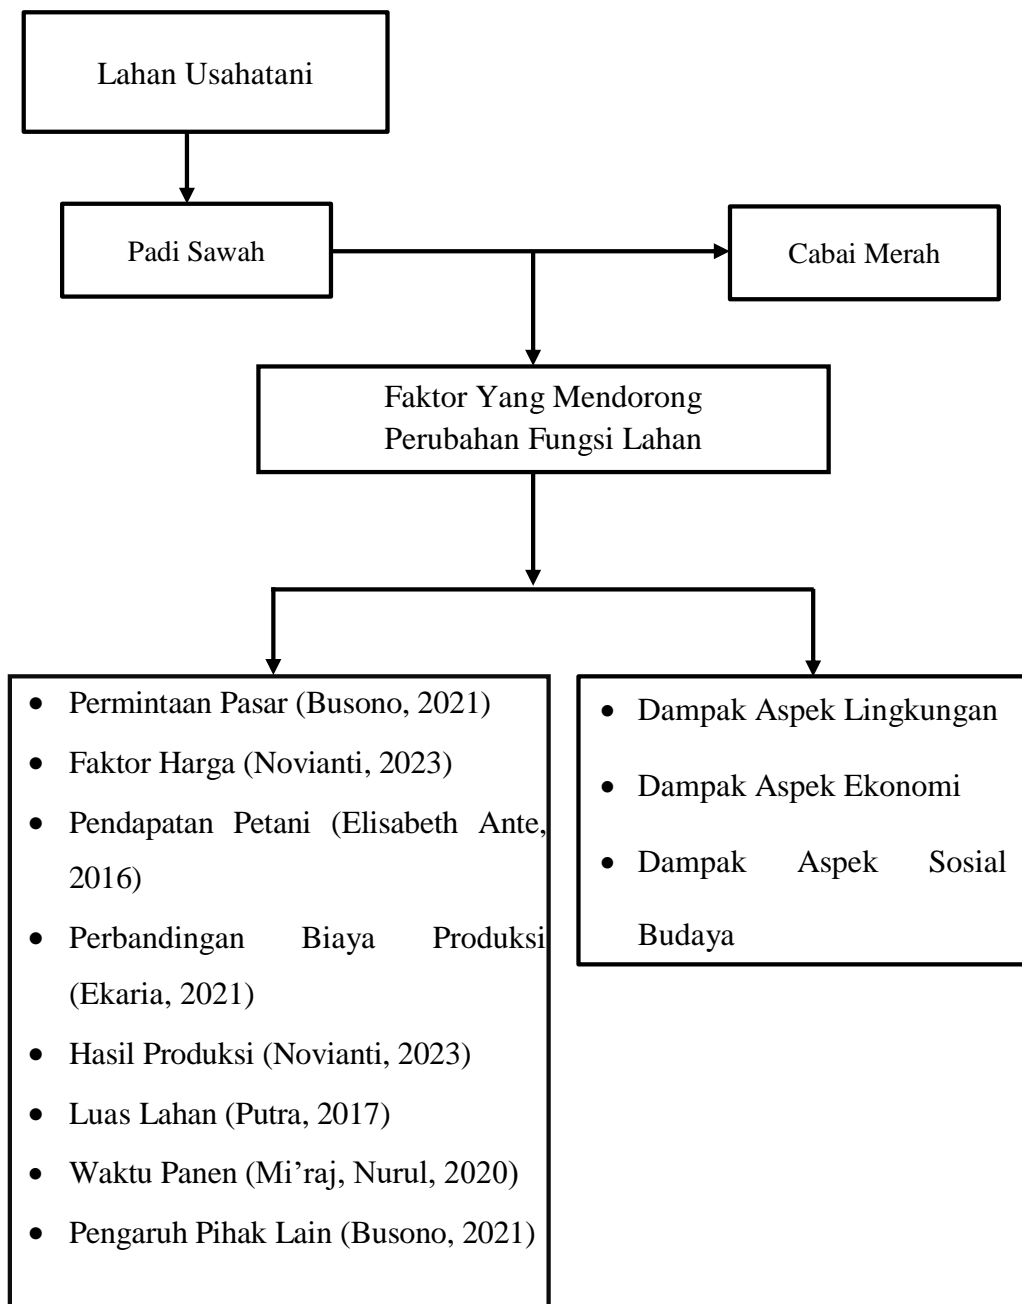 Lahan Usahatani
Padi Sawah
Cabai Merah
Faktor Yang Mendorong
Perubahan Fungsi Lahan
• Permintaan Pasar (Busono, 2021)
• Faktor Harga (Novianti, 2023)
• Pendapatan Petani (Elisabeth Ante,
2016)
• Perbandingan Biaya Produksi
(Ekaria, 2021)
• Hasil Produksi (Novianti, 2023)
• Luas Lahan (Putra, 2017)
• Waktu Panen (Mi’raj, Nurul, 2020)
• Pengaruh Pihak Lain (Busono, 2021)
• Dampak Aspek Lingkungan
• Dampak Aspek Ekonomi
• Dampak Aspek Sosial
Budaya